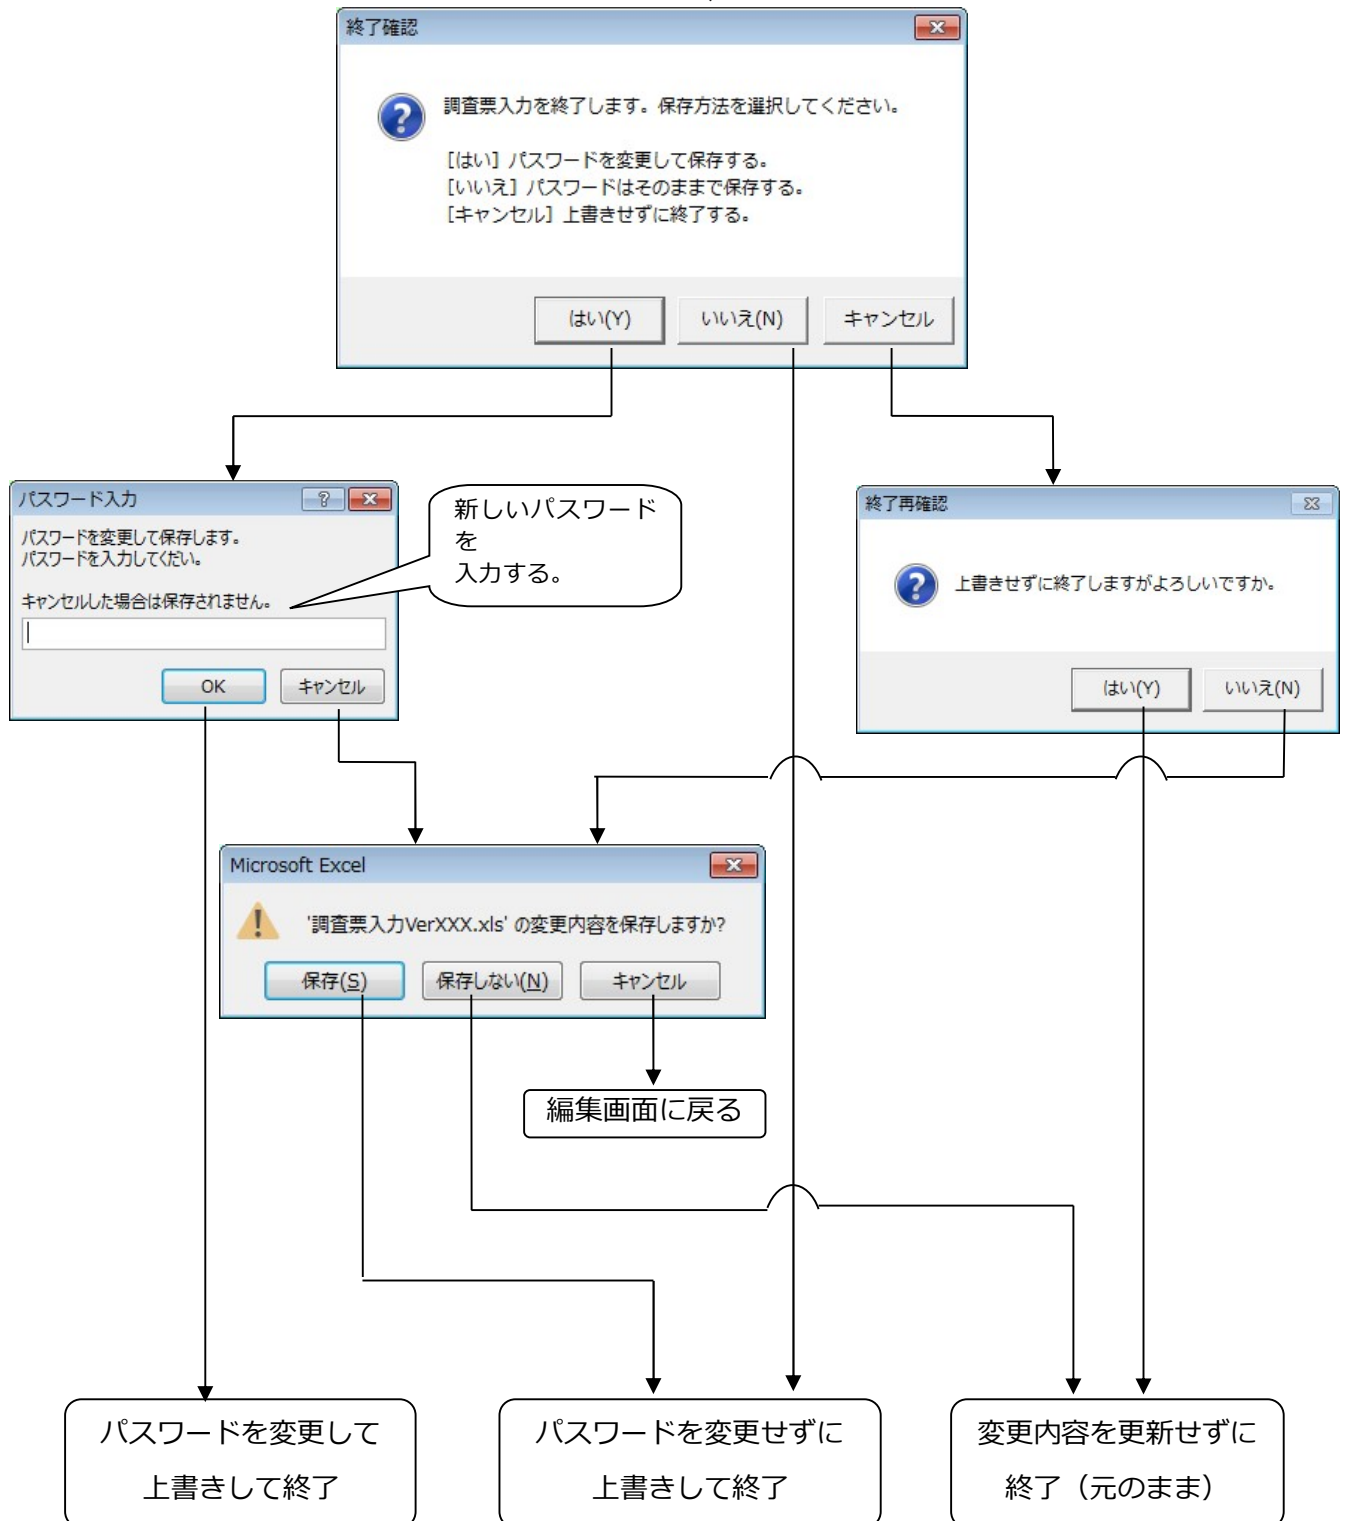 終了確認
調査票入力を終了します。保存方法を選択してください。
[はい] パスワードを変更して保存する。
[いいえ] パスワードはそのままで保存する。
[キャンセル] 上書きせずに終了する。
はい(Y)
いいえ(N)
キャンセル
パスワード入力
パスワードを変更して保存します。
パスワードを入力してくだい。
キャンセルした場合は保存されません。
OK
キャンセル
新しいパスワード
を
入力する。
終了再確認
上書きせずに終了しますがよろしいですか。
はい(Y)
いいえ(N)
Microsoft Excel
'調査票入力VerXXX.xls' の変更内容を保存しますか?
保存(S)
保存しない(N)
キャンセル
編集画面に戻る
パスワードを変更して
上書きして終了
パスワードを変更せずに
上書きして終了
変更内容を更新せずに
終了（元のまま）